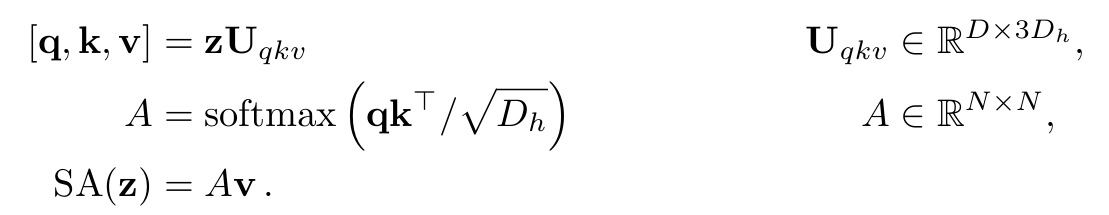 [q, k, v] = zU_{qkv} U_{qkv} ∈ ℝ^{D×3D_h},
A = softmax (qk^⊤/√D_h) A ∈ ℝ^{N×N},
SA(z) = Av .